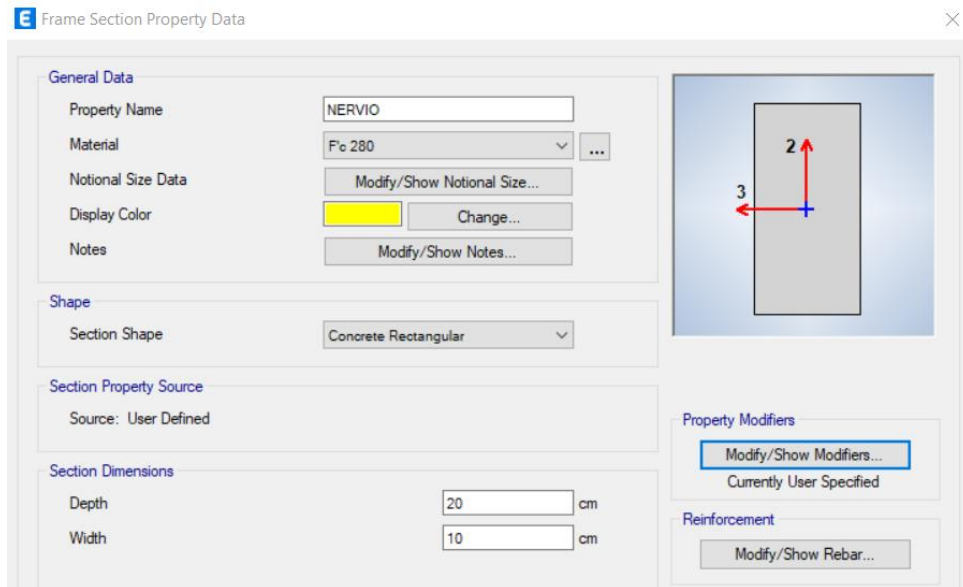 E Frame Section Property Data
General Data
Property Name NERVIO
Material F'c 280 ...
Notional Size Data Modify/Show Notional Size...
Display Color Change...
Notes Modify/Show Notes...
Shape
Section Shape Concrete Rectangular
Section Property Source
Source: User Defined
Section Dimensions
Depth 20 cm
Width 10 cm
2
3
Property Modifiers
Modify/Show Modifiers...
Currently User Specified
Reinforcement
Modify/Show Rebar...